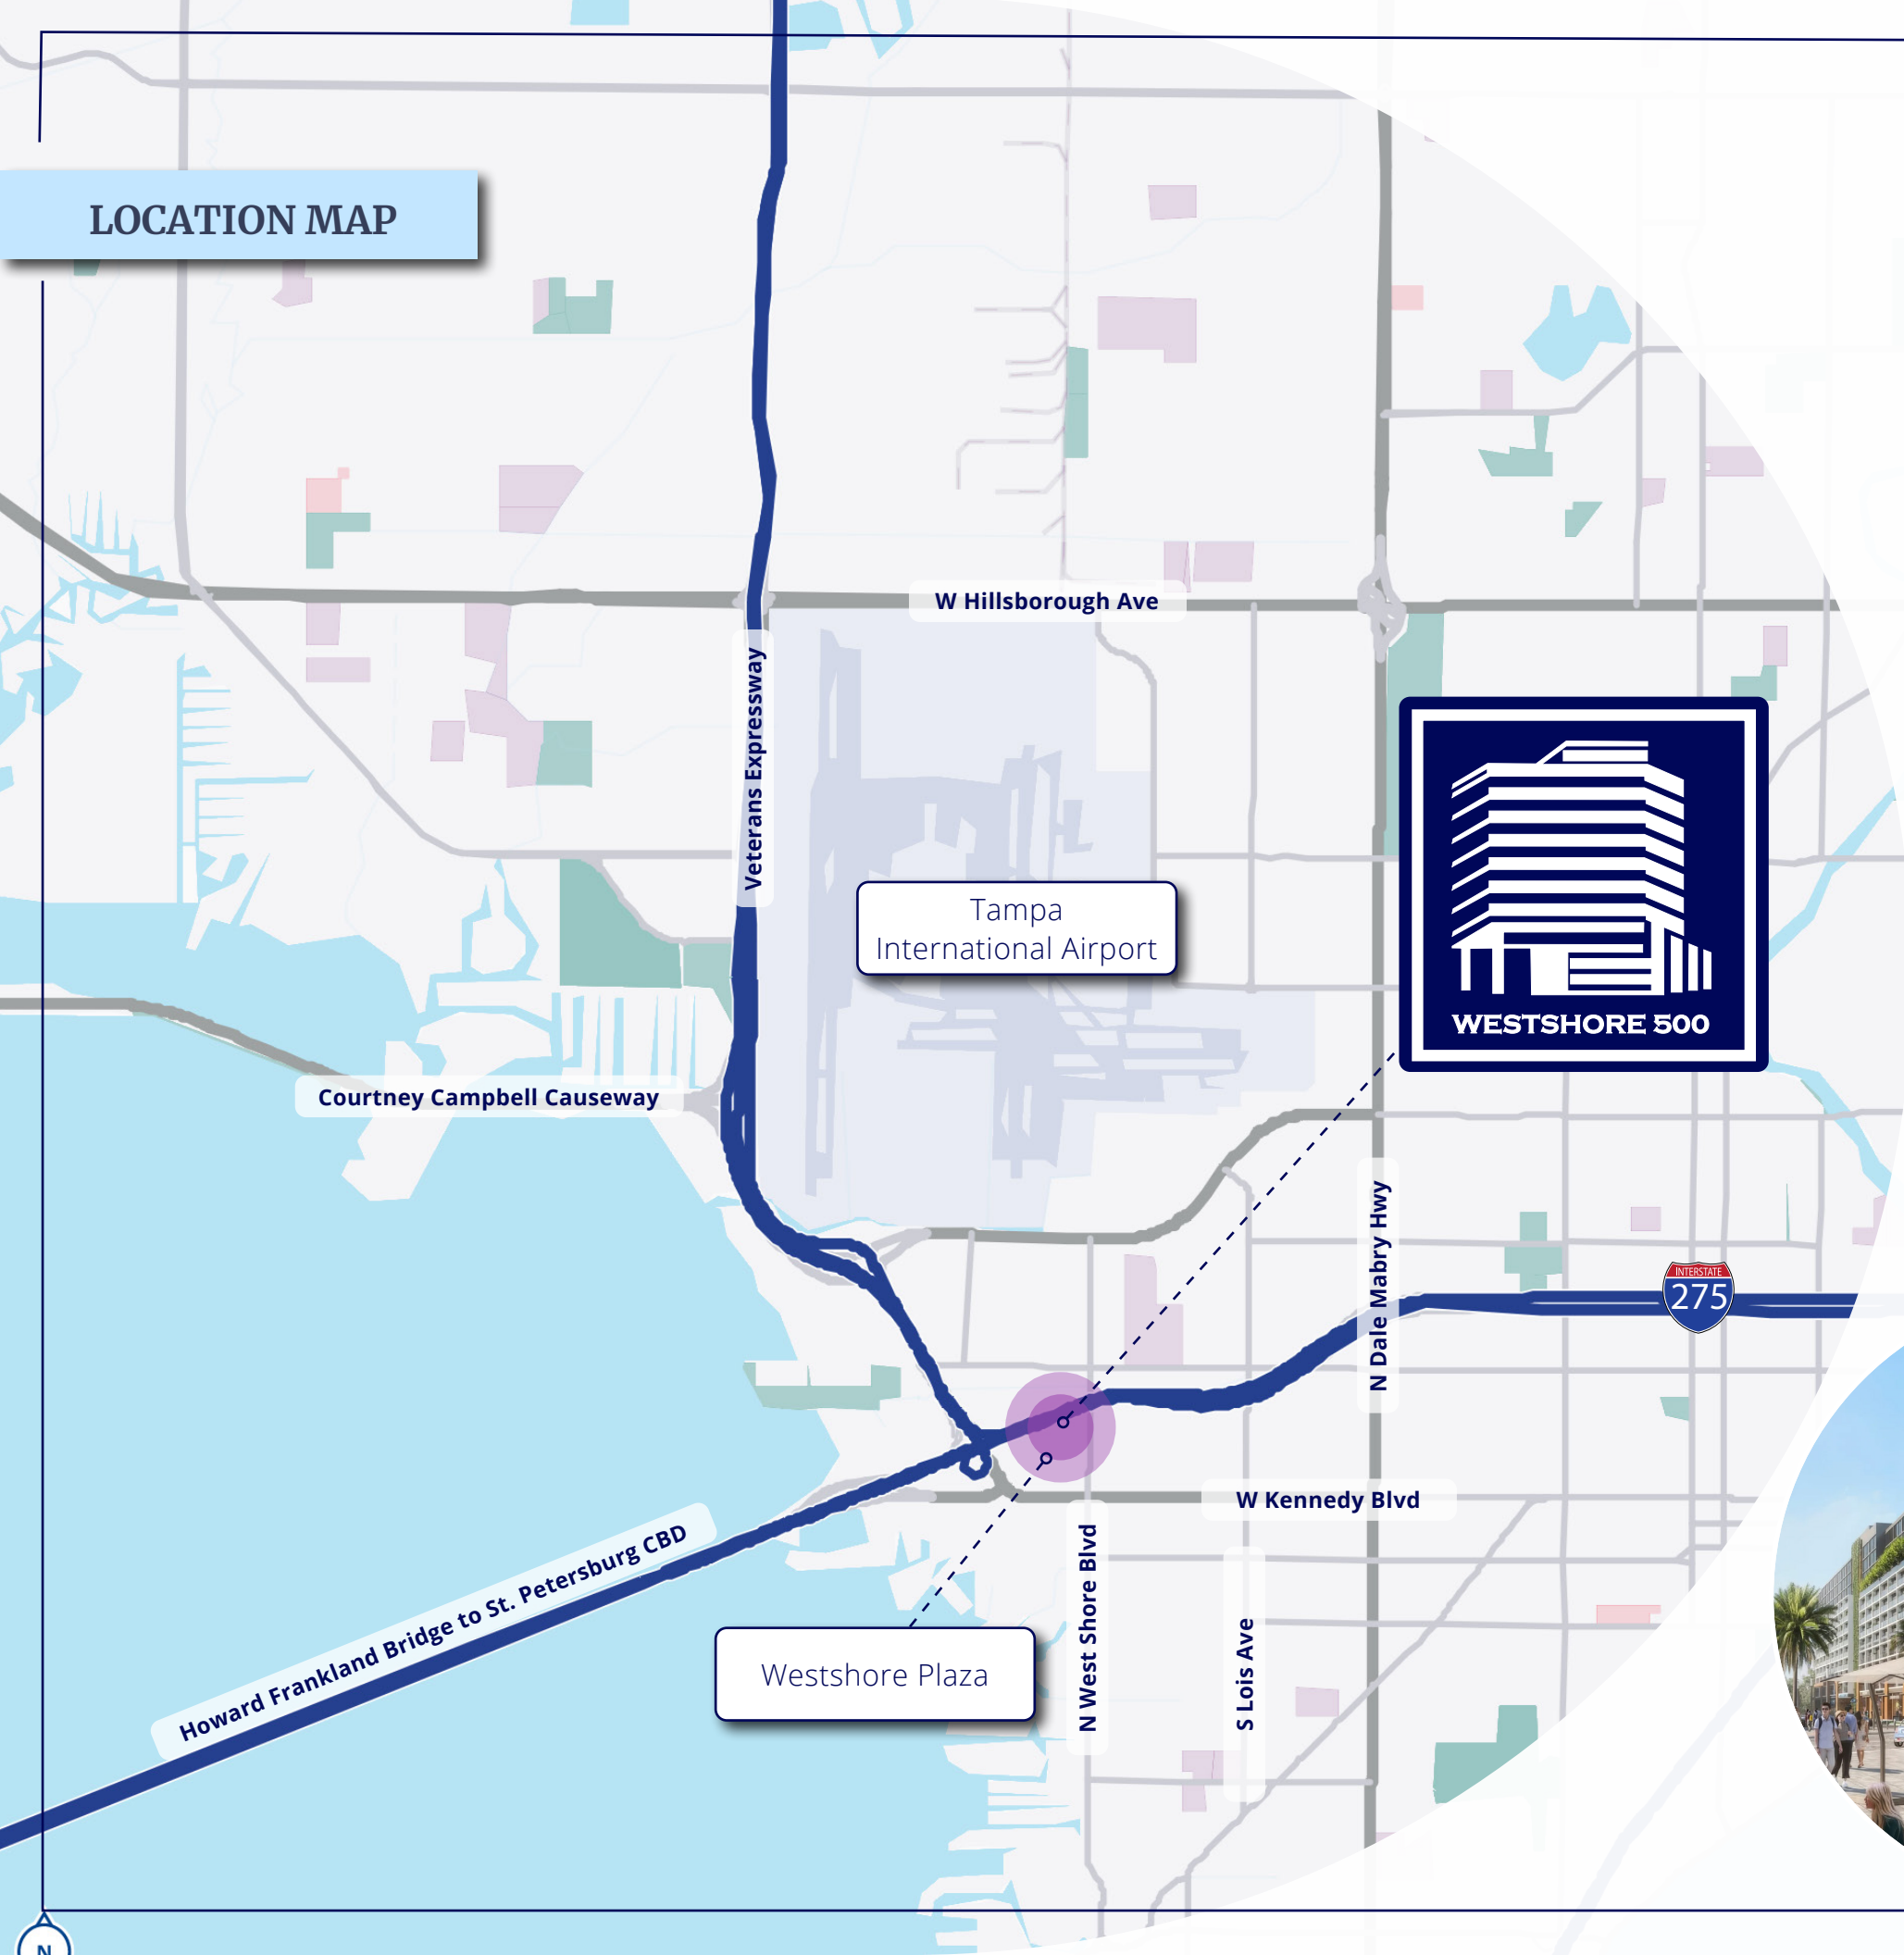 LOCATION MAP
W Hillsborough Ave
Veterans Expressway
Tampa
International Airport
WESTSHORE 500
Courtney Campbell Causeway
N Dale Mabry Hwy
INTERSTATE
275
W Kennedy Blvd
Howard Frankland Bridge to St. Petersburg CBD
N West Shore Blvd
S Lois Ave
Westshore Plaza
N